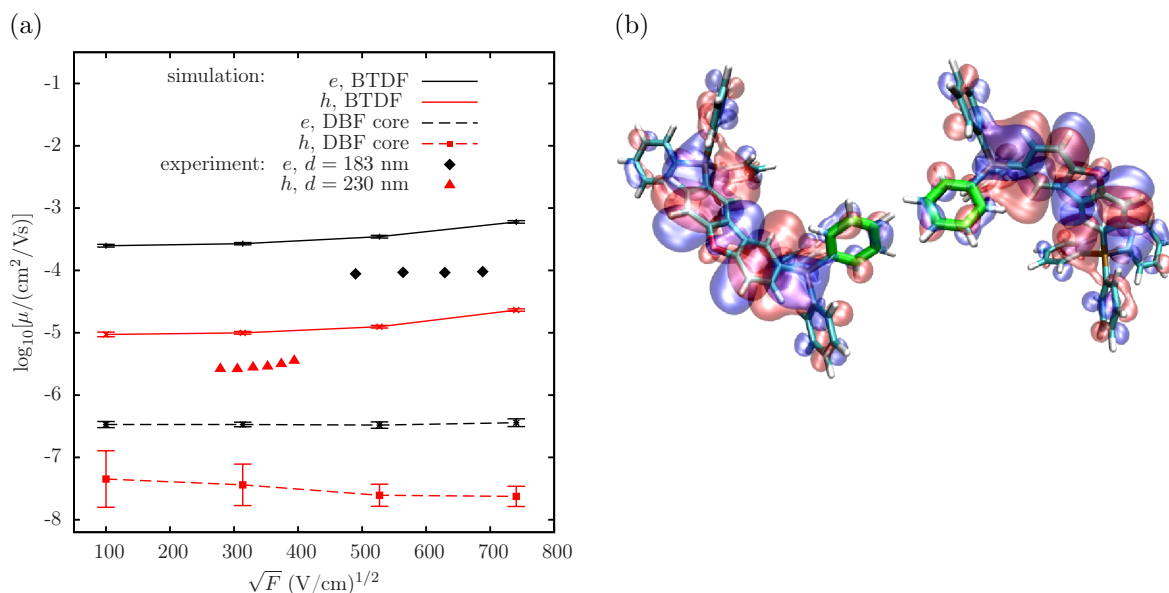 (a)
(b)
simulation:
e, BTDF
h, BTDF
e, DBF core
h, DBF core
experiment: e, d = 183 nm
h, d = 230 nm
log10[μ/(cm²/Vs)]
-1
-2
-3
-4
-5
-6
-7
-8
100 200 300 400 500 600 700 800
√F (V/cm)^1/2